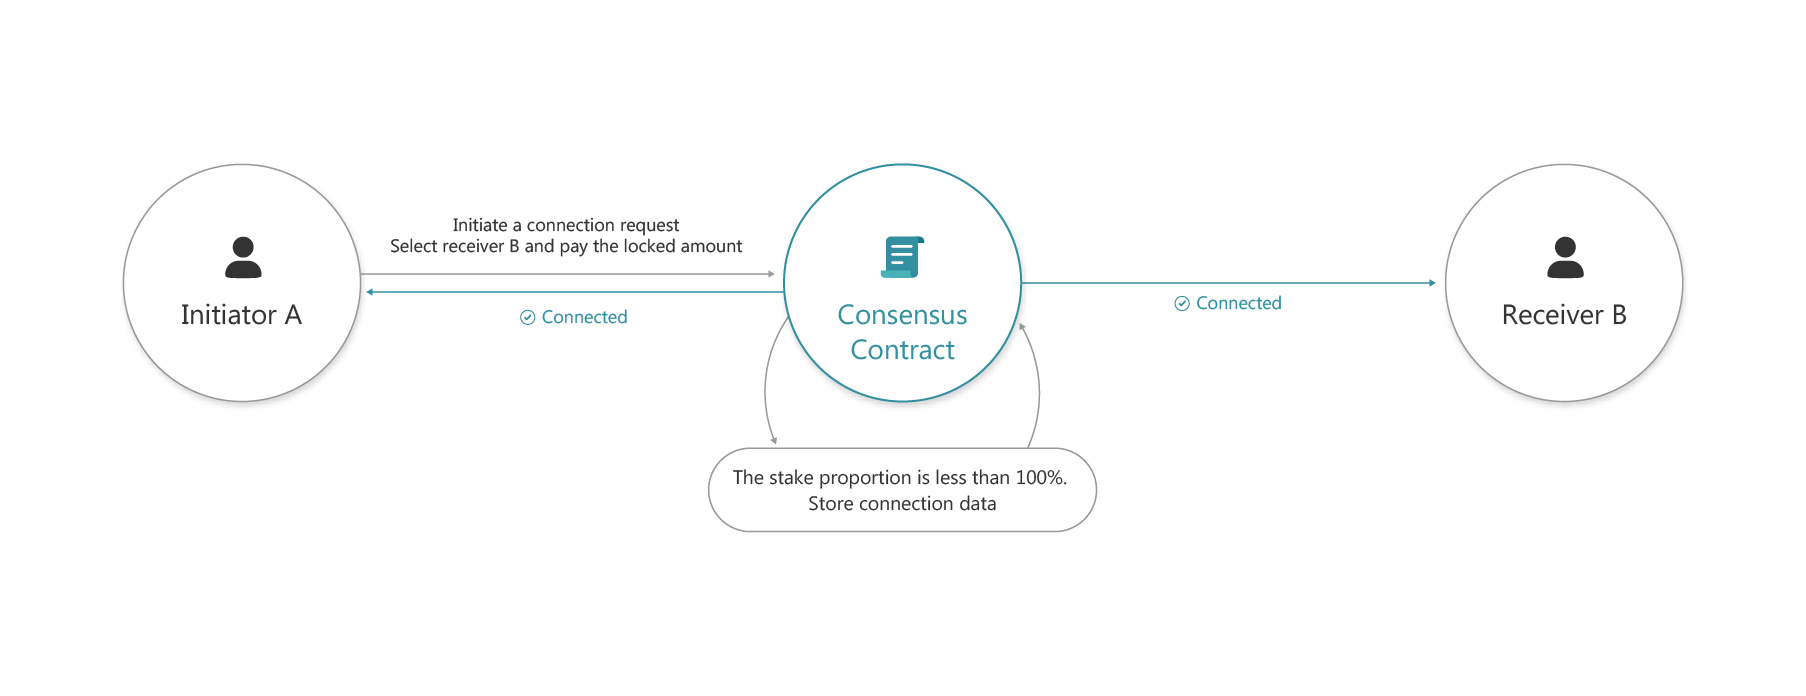 Initiate a connection request
Select receiver B and pay the locked amount
Initiator A
Connected
Consensus
Contract
Connected
Receiver B
The stake proportion is less than 100%.
Store connection data